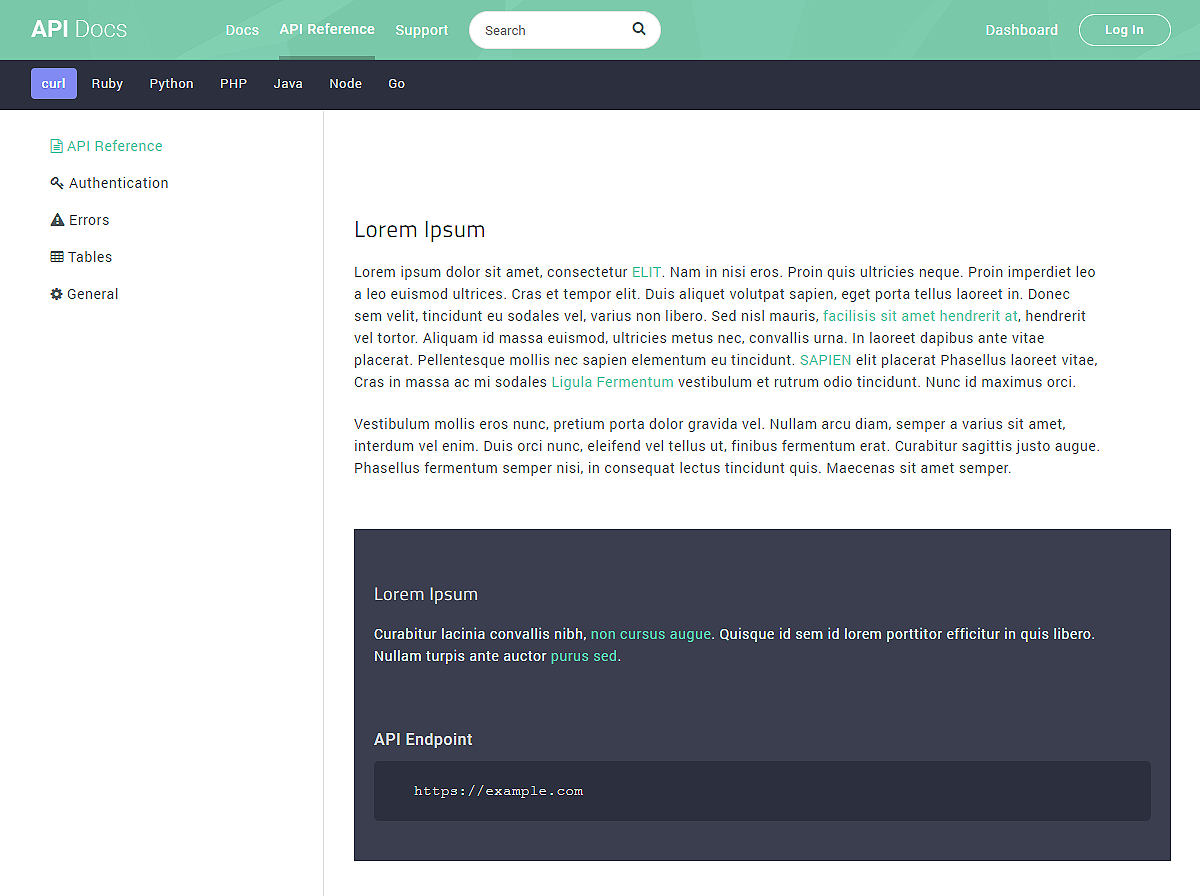 API Docs Docs API Reference Support Search Dashboard Log In
curl Ruby Python PHP Java Node Go
API Reference
Authentication
Errors
Tables
General
Lorem Ipsum
Lorem ipsum dolor sit amet, consectetur ELIT. Nam in nisi eros. Proin quis ultricies neque. Proin imperdiet leo
a leo euismod ultrices. Cras et tempor elit. Duis aliquet volutpat sapien, eget porta tellus laoreet in. Donec
sem velit, tincidunt eu sodales vel, varius non libero. Sed nisl mauris, facilisis sit amet hendrerit at, hendrerit
vel tortor. Aliquam id massa euismod, ultricies metus nec, convallis urna. In laoreet dapibus ante vitae
placerat. Pellentesque mollis nec sapien elementum eu tincidunt. SAPIEN elit placerat Phasellus laoreet vitae,
Cras in massa ac mi sodales Ligula Fermentum vestibulum et rutrum odio tincidunt. Nunc id maximus orci.
Vestibulum mollis eros nunc, pretium porta dolor gravida vel. Nullam arcu diam, semper a varius sit amet,
interdum vel enim. Duis orci nunc, eleifend vel tellus ut, finibus fermentum erat. Curabitur sagittis justo augue.
Phasellus fermentum semper nisi, in consequat lectus tincidunt quis. Maecenas sit amet semper.
Lorem Ipsum
Curabitur lacinia convallis nibh, non cursus augue. Quisque id sem id lorem porttitor efficitur in quis libero.
Nullam turpis ante auctor purus sed.
API Endpoint
https://example.com